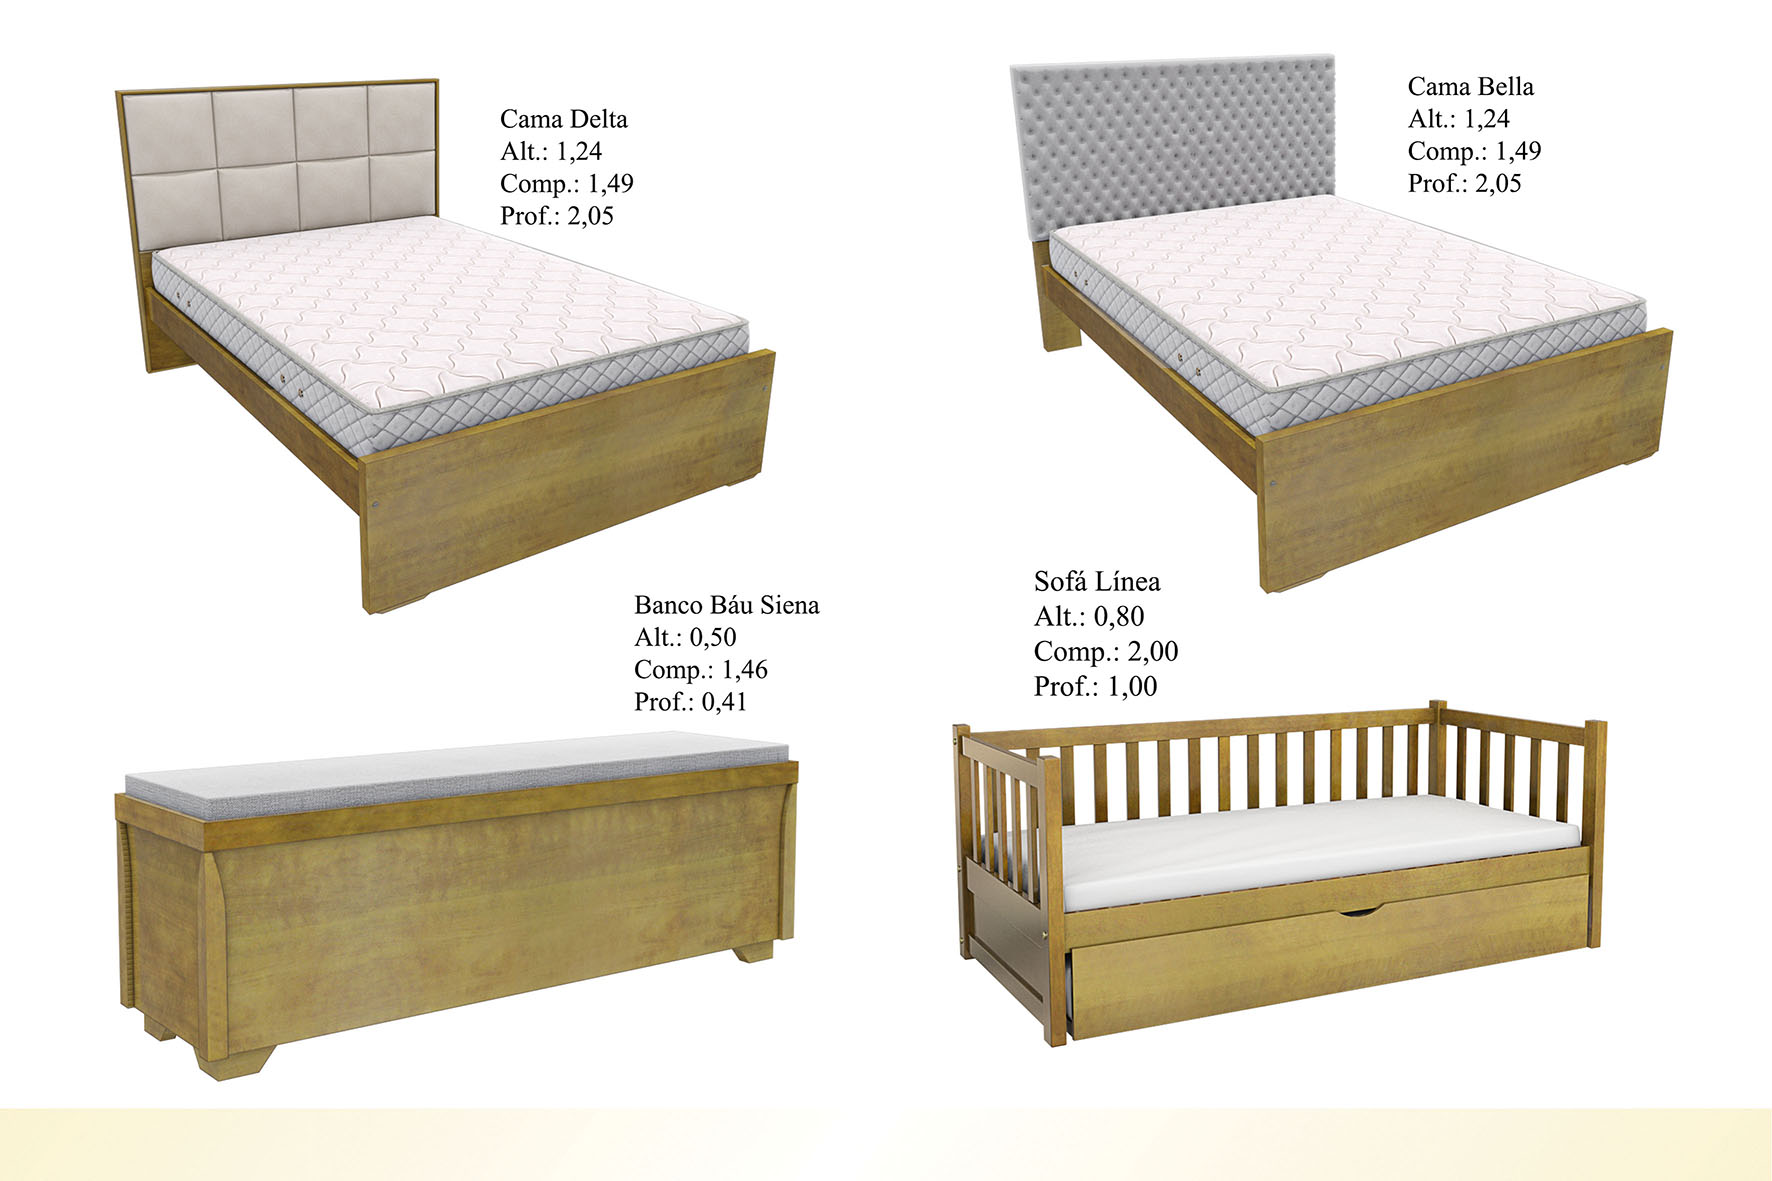 Cama Delta
Alt.: 1,24
Comp.: 1,49
Prof.: 2,05
Cama Bella
Alt.: 1,24
Comp.: 1,49
Prof.: 2,05
Banco Báu Siena
Alt.: 0,50
Comp.: 1,46
Prof.: 0,41
Sofá Línea
Alt.: 0,80
Comp.: 2,00
Prof.: 1,00